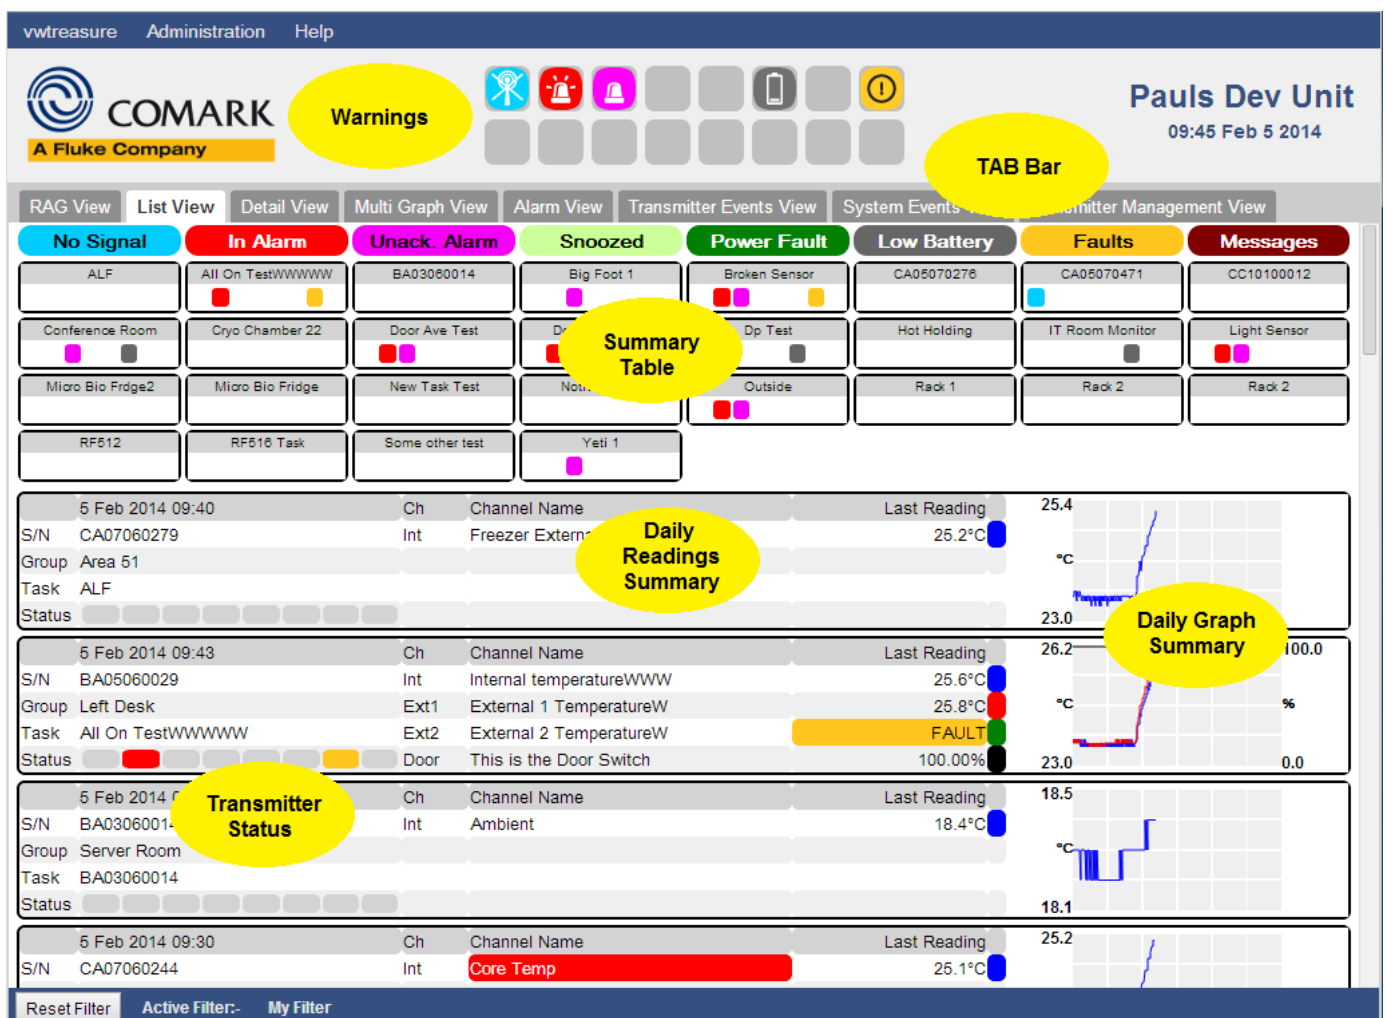 vwtreasure Administration Help
COMARK
A Fluke Company
Warnings
Pauls Dev Unit
09:45 Feb 5 2014
TAB Bar
RAG View List View Detail View Multi Graph View Alarm View Transmitter Events View System Events Management View
No Signal In Alarm Unack. Alarm Snoozed Power Fault Low Battery Faults Messages
ALF All On TestWWWWW BA03060014 Big Foot 1 Broken Sensor CA05070276 CA05070471 CC10100012
Conference Room Cryo Chamber 22 Door Ave Test Dp Test Hot Holding IT Room Monitor Light Sensor
Summary
Table
Micro Bio Frdge2 Micro Bio Fridge New Task Test Outside Rack 1 Rack 2 Rack 2
RF512 RF516 Task Some other test Yeti 1
5 Feb 2014 09:40 Ch Channel Name Last Reading 25.4
S/N CA07060279 Int Freezer 25.2°C
Daily
Readings
Summary
Group Area 51 °C
Task ALF
Status 23.0
Daily Graph
Summary
5 Feb 2014 09:43 Ch Channel Name Last Reading 26.2 100.0
S/N BA05060029 Int Internal temperatureWWW 25.6°C
Group Left Desk Ext1 External 1 TemperatureW 25.8°C °C %
Task All On TestWWWWW Ext2 External 2 TemperatureW FAULT
Status Door This is the Door Switch 100.00% 23.0 0.0
5 Feb 2014 Ch Channel Name Last Reading 18.5
Transmitter
Status
S/N BA03060014 Int Ambient 18.4°C
Group Server Room °C
Task BA03060014
Status 18.1
5 Feb 2014 09:30 Ch Channel Name Last Reading 25.2
S/N CA07060244 Int Core Temp 25.1°C
Reset Filter Active Filter:- My Filter